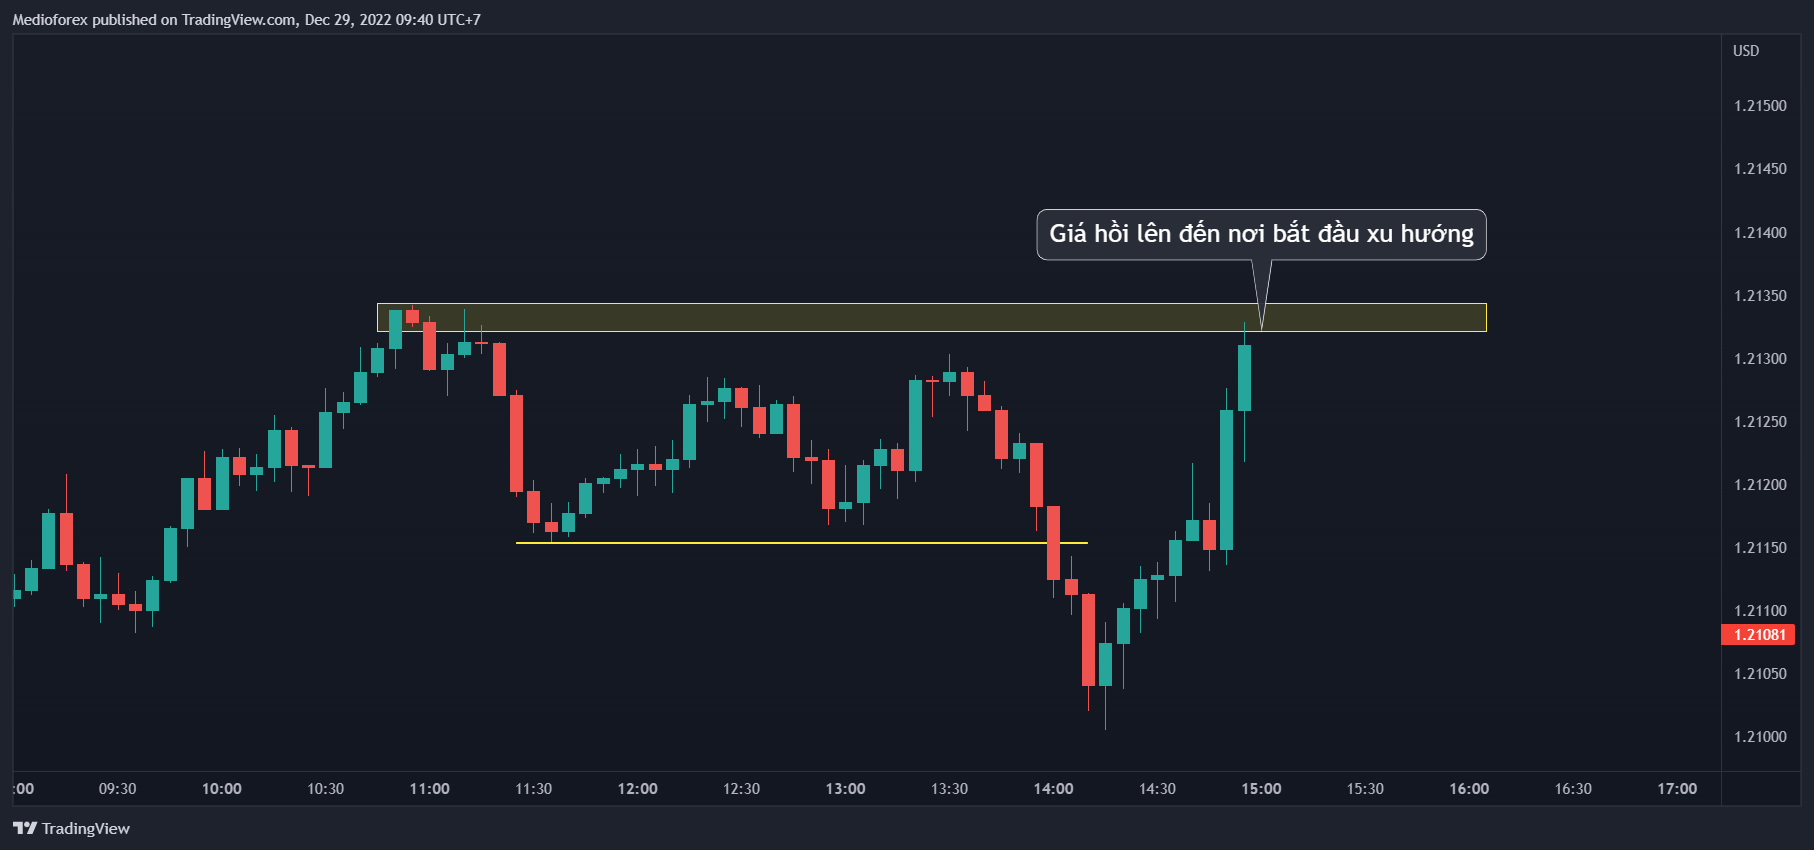 Medioforex published on TradingView.com, Dec 29, 2022 09:40 UTC+7
USD
1.21500
1.21450
1.21400
Giá hồi lên đến nơi bắt đầu xu hướng
1.21350
1.21300
1.21250
1.21200
1.21150
1.21100
1.21081
1.21050
1.21000
:00 09:30 10:00 10:30 11:00 11:30 12:00 12:30 13:00 13:30 14:00 14:30 15:00 15:30 16:00 16:30 17:00
TradingView